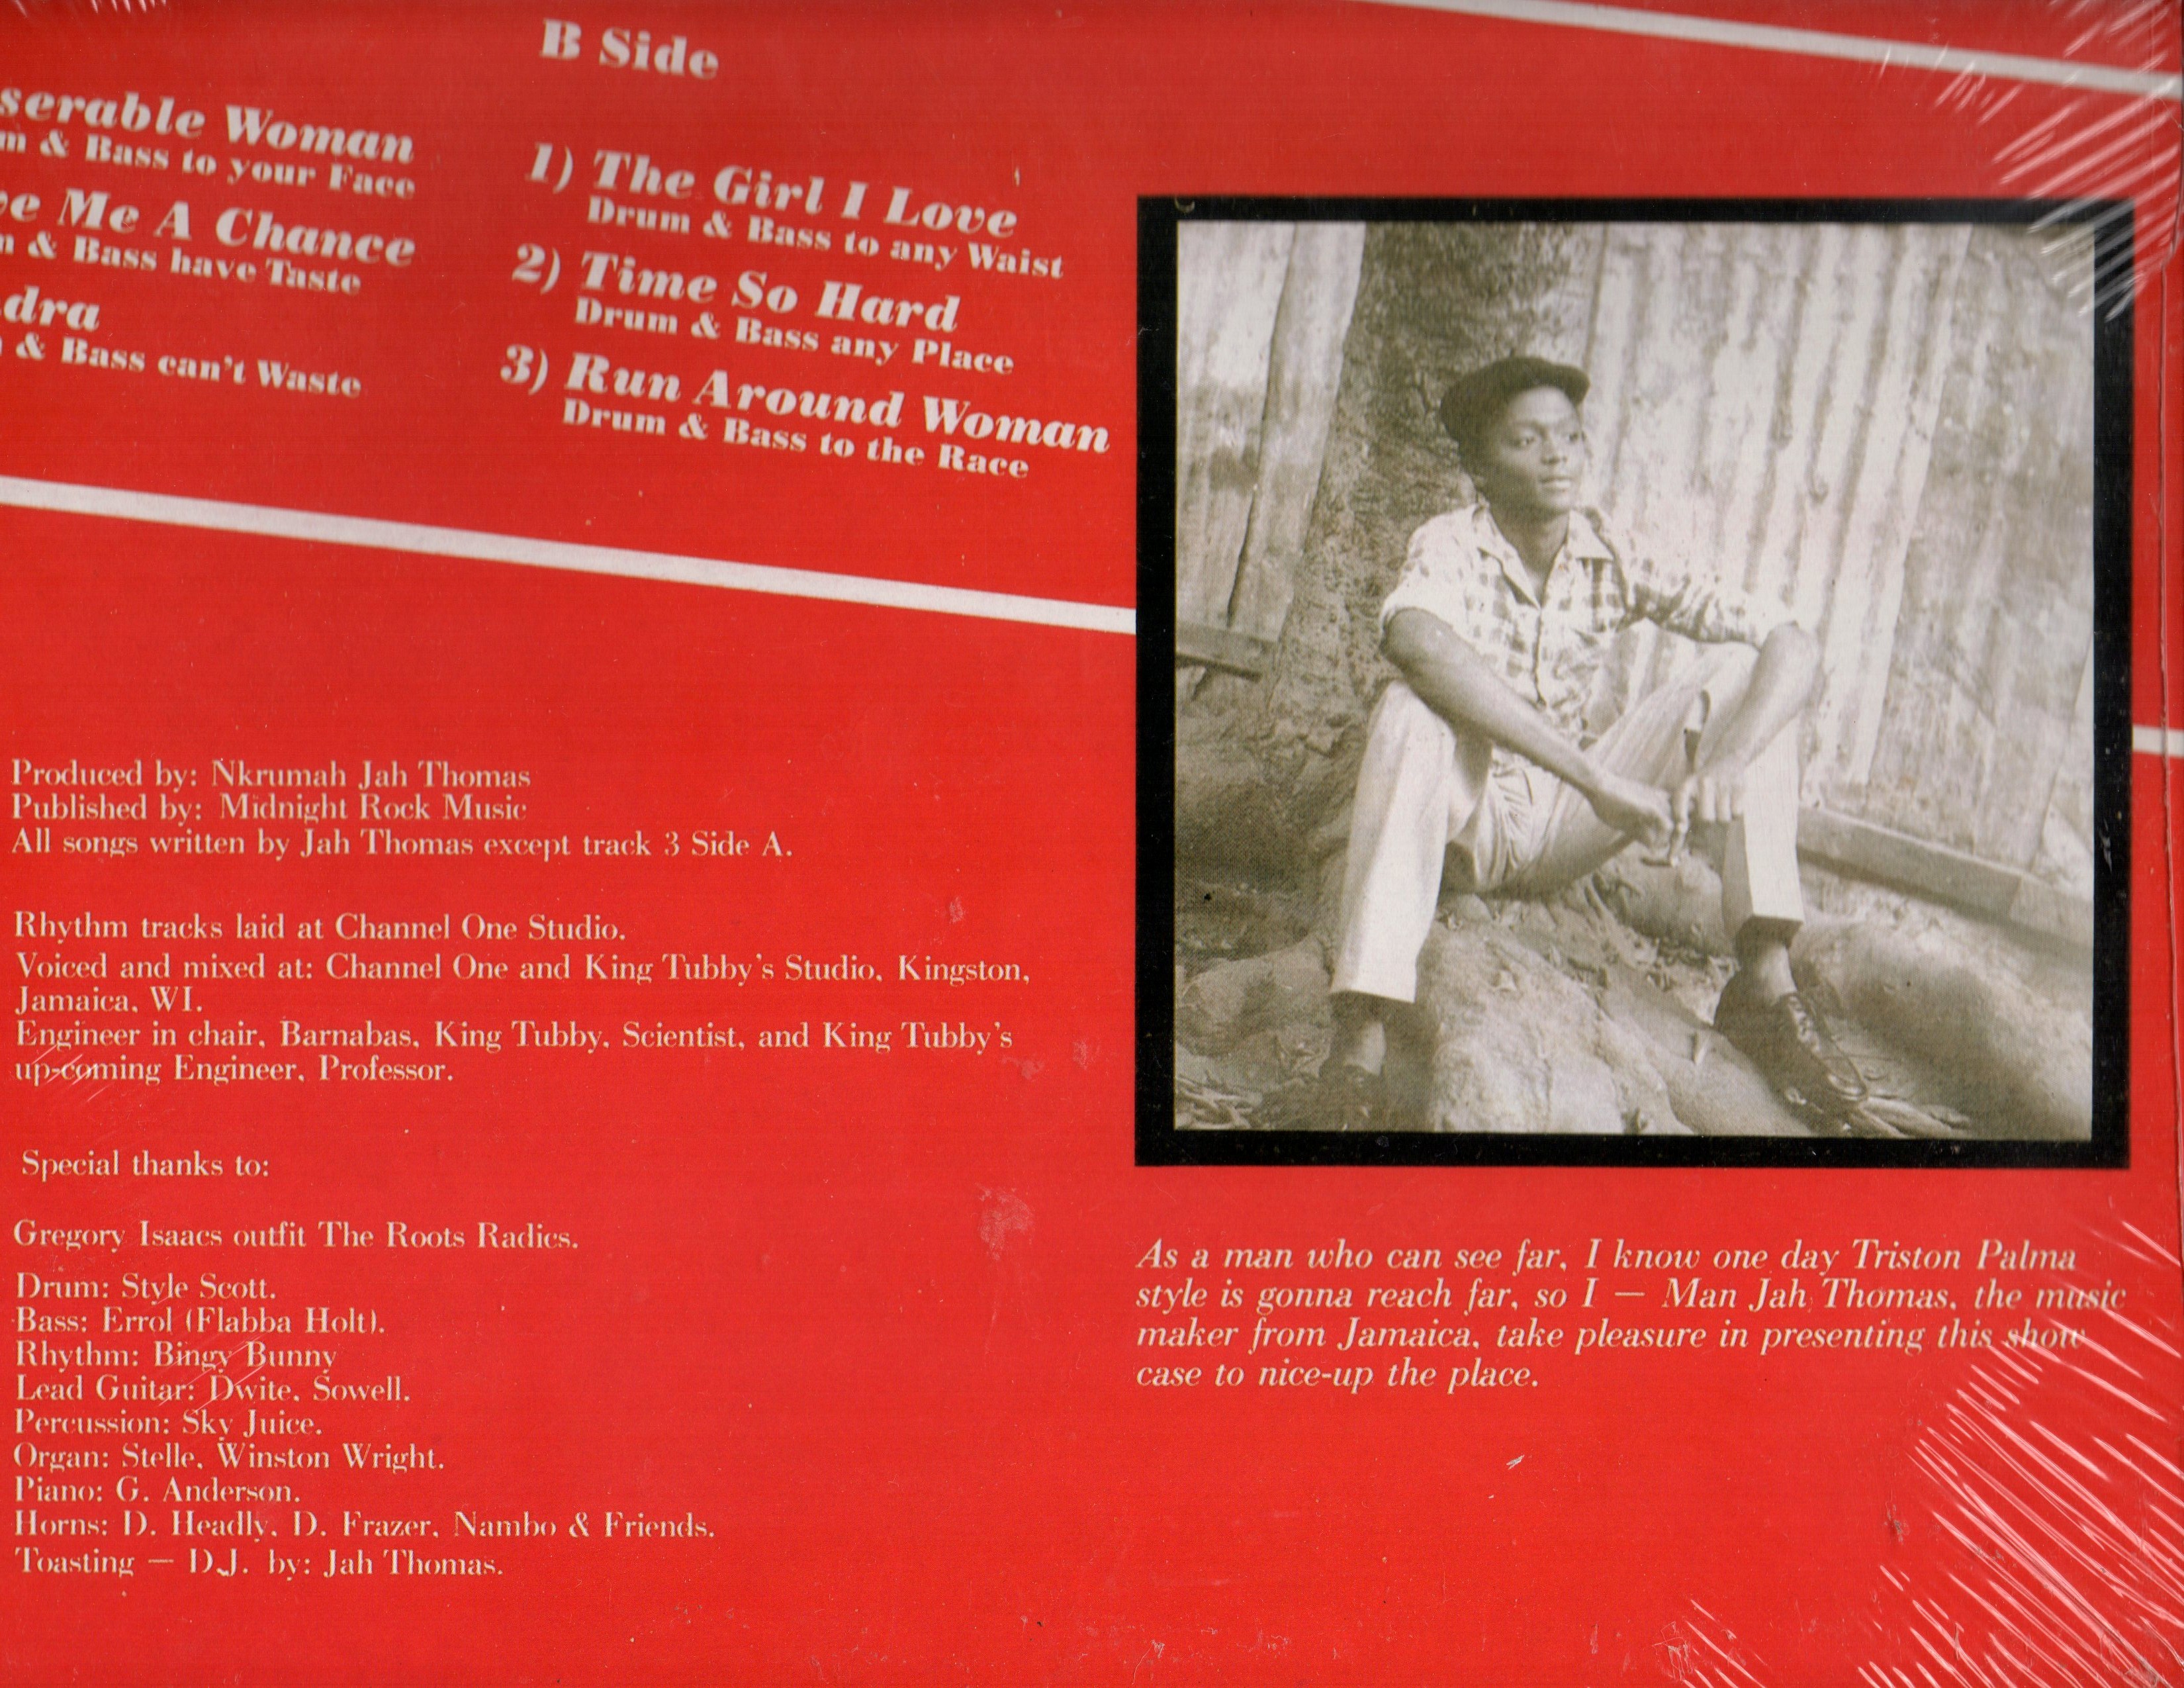 B Side
serable Woman
m & Bass to your Face
ve Me A Chance
m & Bass have Taste
dra
& Bass can't Waste
1) The Girl I Love
Drum & Bass to any Waist
2) Time So Hard
Drum & Bass any Place
3) Run Around Woman
Drum & Bass to the Race
Produced by: Nkrumah Jah Thomas
Published by: Midnight Rock Music
All songs written by Jah Thomas except track 3 Side A.
Rhythm tracks laid at Channel One Studio.
Voiced and mixed at: Channel One and King Tubby's Studio, Kingston,
Jamaica, WI.
Engineer in chair, Barnabas, King Tubby, Scientist, and King Tubby's
up-coming Engineer, Professor.
Special thanks to:
Gregory Isaacs outfit The Roots Radics.
Drum: Style Scott.
Bass: Errol (Flabba Holt).
Rhythm: Bingy Bunny
Lead Guitar: Dwite, Sowell.
Percussion: Sky Juice.
Organ: Stelle, Winston Wright.
Piano: G. Anderson.
Horns: D. Headly, D. Frazer, Nambo & Friends.
Toasting — D.J. by: Jah Thomas.
As a man who can see far, I know one day Triston Palma
style is gonna reach far, so I — Man Jah Thomas, the music
maker from Jamaica, take pleasure in presenting this show
case to nice-up the place.